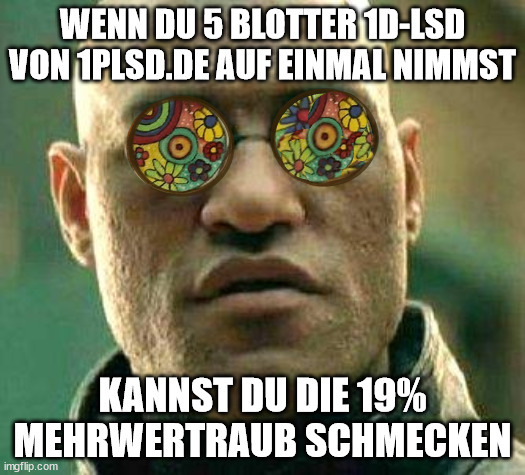 WENN DU 5 BLOTTER 1D-LSD
VON 1PLSD.DE AUF EINMAL NIMMST
KANNST DU DIE 19%
MEHRWERTRAUB SCHMECKEN
imgflip.com